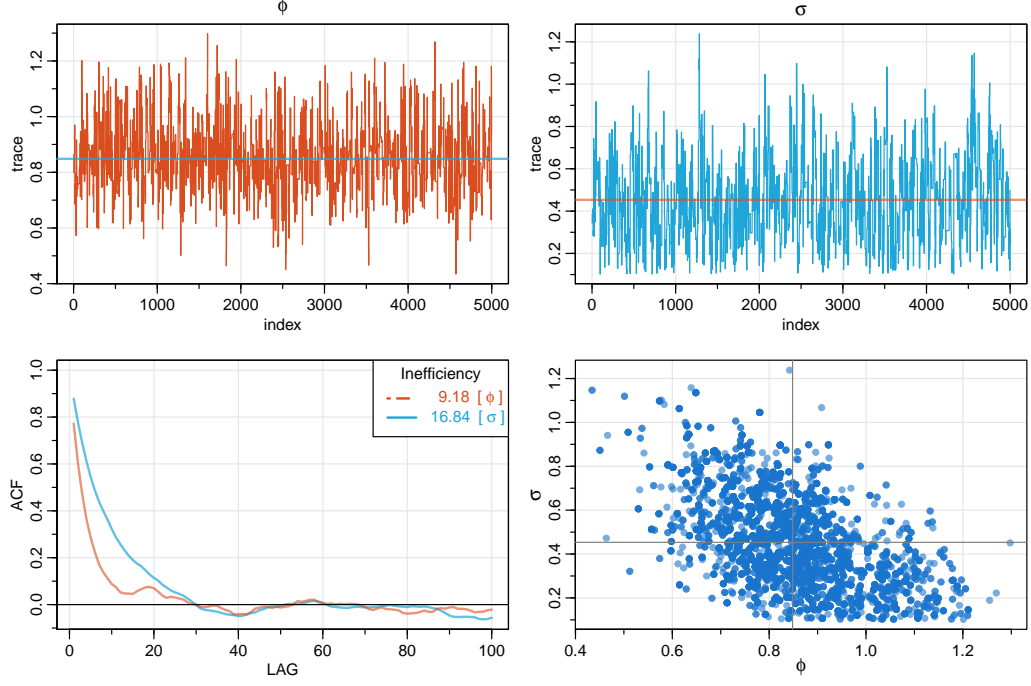 ϕ
trace
0.4 0.6 0.8 1.0 1.2
0 1000 2000 3000 4000 5000
index
σ
trace
0.2 0.4 0.6 0.8 1.0 1.2
0 1000 2000 3000 4000 5000
index
ACF
0.0 0.2 0.4 0.6 0.8 1.0
Inefficiency
9.18 [ ϕ ]
16.84 [ σ ]
0 20 40 60 80 100
LAG
σ
0.2 0.4 0.6 0.8 1.0 1.2
0.4 0.6 0.8 1.0 1.2
ϕ